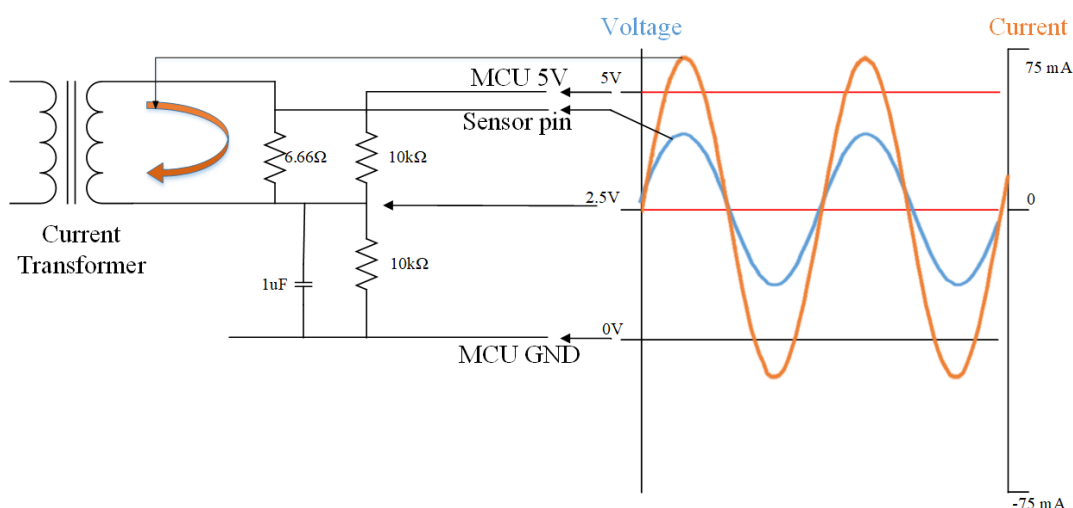 Voltage
Current
75 mA
MCU 5V
5V
Sensor pin
6.66Ω
10kΩ
2.5V
0
Current
Transformer
10kΩ
1uF
0V
MCU GND
-75 mA